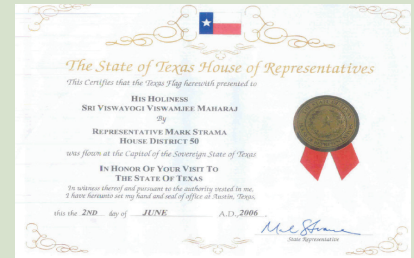 The State of Texas House of Representatives
This Certifies that the Texas Flag herewith presented to
HIS HOLINESS
SRI VISWAYOGI VISWAMJEE MAHARAJ
By
REPRESENTATIVE MARK STRAMA
HOUSE DISTRICT 50
was flown at the Capitol of the Sovereign State of Texas
IN HONOR OF YOUR VISIT TO
THE STATE OF TEXAS
In witness thereof and pursuant to the authority vested in me,
I have hereunto set my hand and seal of office at Austin, Texas,
this the 2ND day of JUNE A.D., 2006
Mark Strama
State Representative